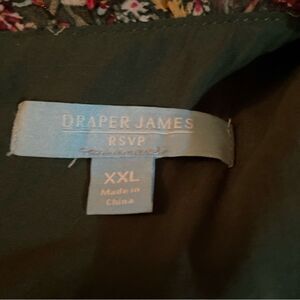 DRAPER JAMES
RSVP
XXL
Made in
China